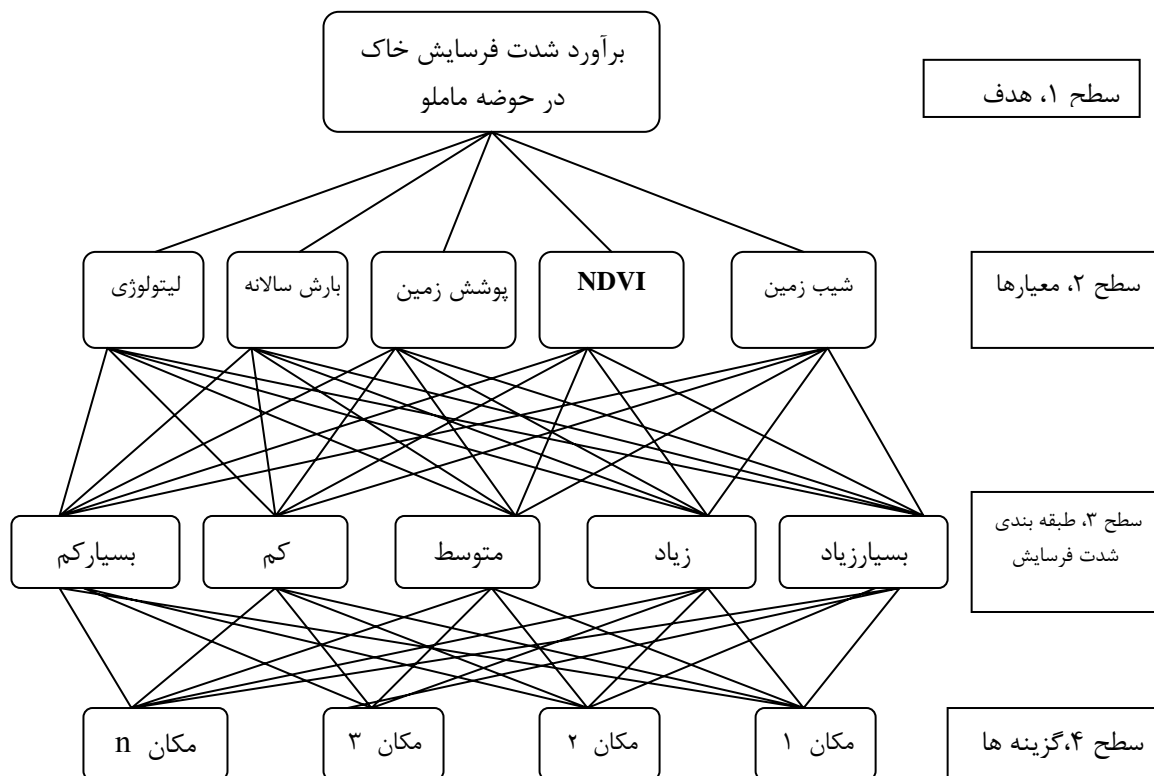 برآورد شدت فرسایش خاک
در حوضه ماملو
سطح ۱، هدف
شیب زمین
NDVI
پوشش زمین
بارش سالانه
لیتولوژی
سطح ۲، معیارها
بسیارزیاد
زیاد
متوسط
کم
بسیارکم
سطح ۳، طبقه بندی
شدت فرسایش
مکان ۱
مکان ۲
مکان ۳
مکان n
سطح ۴،گزینه ها